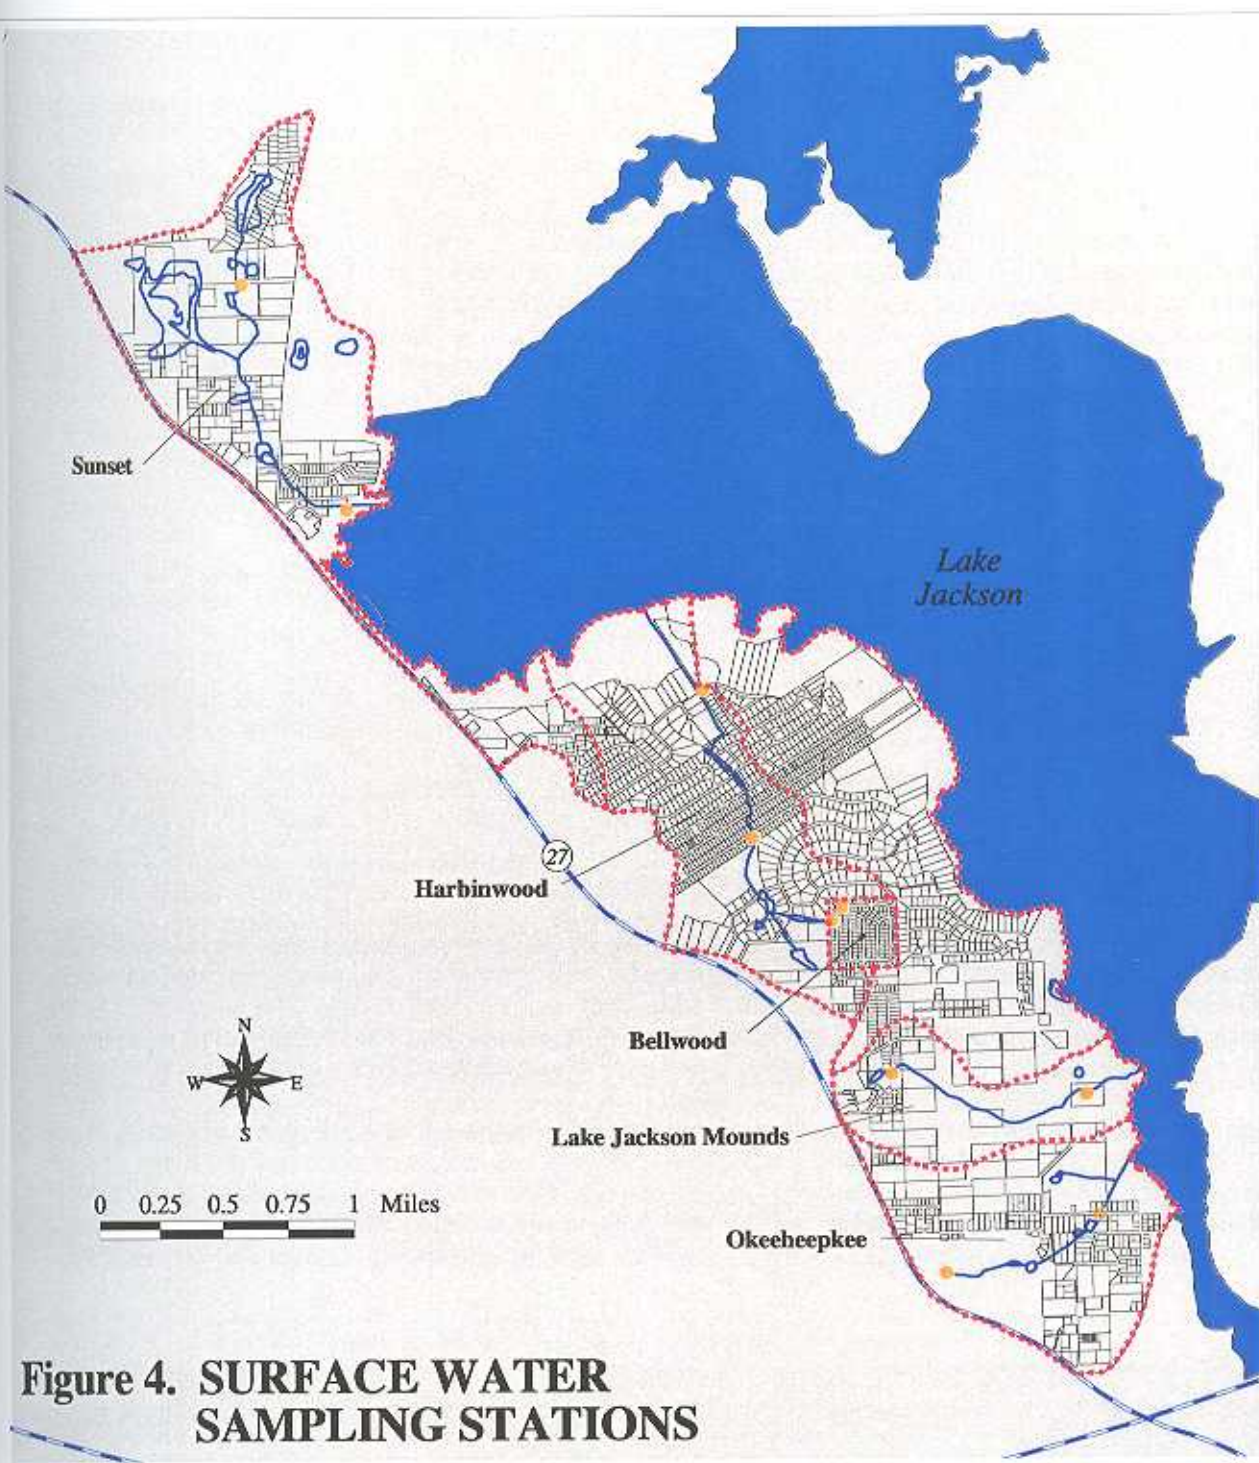 Sunset
Lake
Jackson
27
Harbinwood
Bellwood
N
W E
S
Lake Jackson Mounds
0 0.25 0.5 0.75 1 Miles
Okeeheepkee
Figure 4. SURFACE WATER
SAMPLING STATIONS